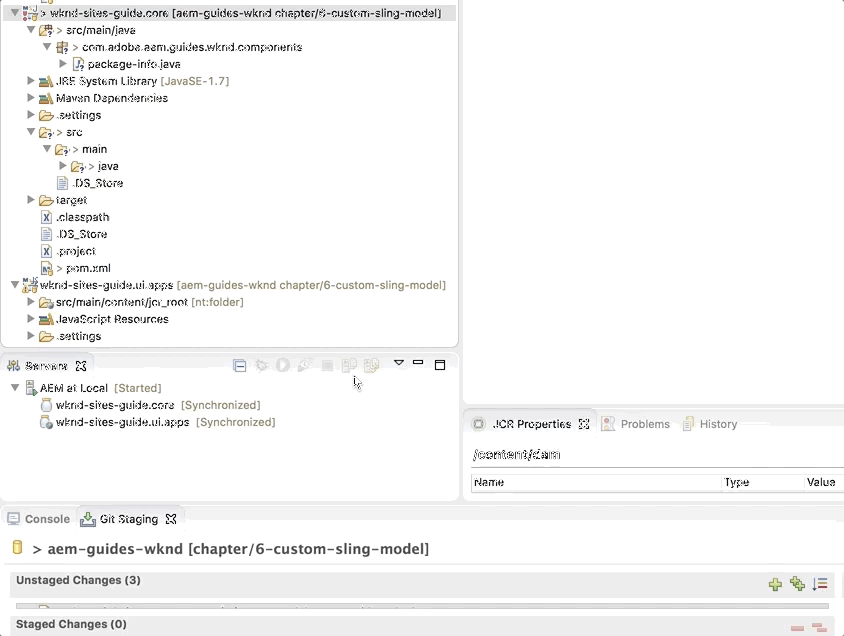 > wknd-sites-guide.core [aem-guides-wknd chapter/6-custom-sling-model]
> src/main/java
> com.adobe.aem.guides.wknd.components
> package-info.java
JRE System Library [JavaSE-1.7]
Maven Dependencies
.settings
> src
> main
> java
.DS_Store
target
.classpath
.DS_Store
.project
> pom.xml
wknd-sites-guide.ui.apps [aem-guides-wknd chapter/6-custom-sling-model]
src/main/content/jcr_root [nt:folder]
JavaScript Resources
.settings
Servers
AEM at Local [Started]
wknd-sites-guide.core [Synchronized]
wknd-sites-guide.ui.apps [Synchronized]
JCR Properties Problems History
/content/dam
Name Type Value
Console Git Staging
> aem-guides-wknd [chapter/6-custom-sling-model]
Unstaged Changes (3)
Staged Changes (0)